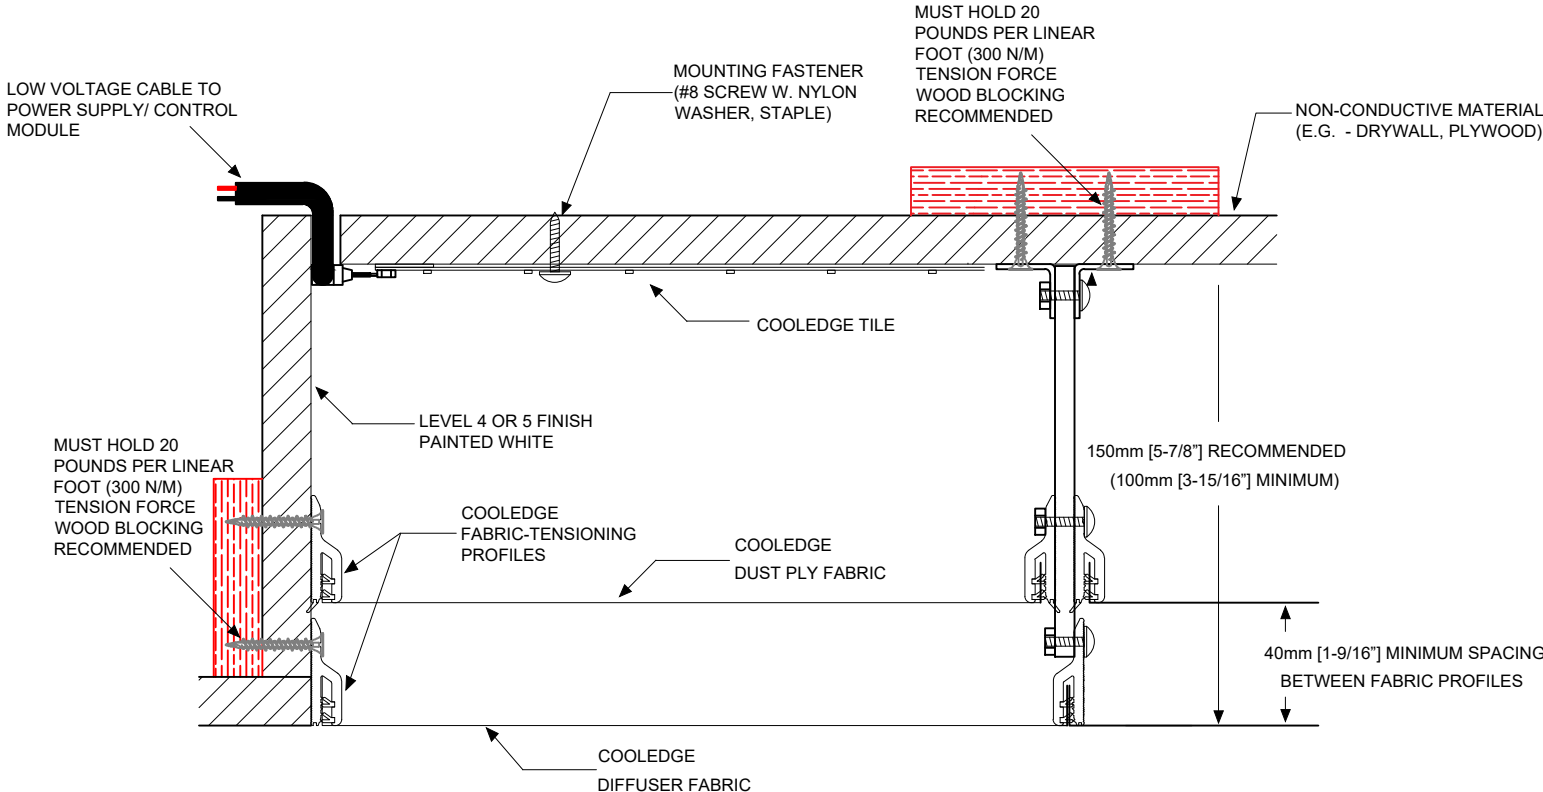 MUST HOLD 20
POUNDS PER LINEAR
FOOT (300 N/M)
TENSION FORCE
WOOD BLOCKING
RECOMMENDED
LOW VOLTAGE CABLE TO
POWER SUPPLY/ CONTROL
MODULE
MOUNTING FASTENER
(#8 SCREW W. NYLON
WASHER, STAPLE)
NON-CONDUCTIVE MATERIAL
(E.G. - DRYWALL, PLYWOOD)
COOLEDGE TILE
LEVEL 4 OR 5 FINISH
PAINTED WHITE
MUST HOLD 20
POUNDS PER LINEAR
FOOT (300 N/M)
TENSION FORCE
WOOD BLOCKING
RECOMMENDED
150mm [5-7/8”] RECOMMENDED
(100mm [3-15/16”] MINIMUM)
COOLEDGE
FABRIC-TENSIONING
PROFILES
COOLEDGE
DUST PLY FABRIC
40mm [1-9/16”] MINIMUM SPACING
BETWEEN FABRIC PROFILES
COOLEDGE
DIFFUSER FABRIC